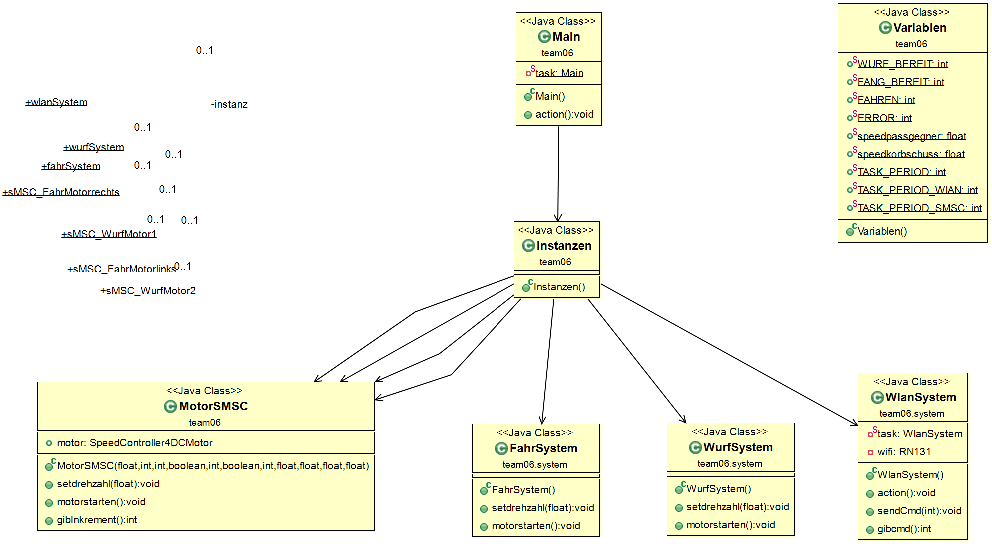 <<Java Class>>
Main
team06
task: Main
Main()
action():void
<<Java Class>>
Variablen
team06
WURF_BEREIT: int
FANG_BEREIT: int
FAHREN: int
ERROR: int
speedpassgegner: float
speedkorbschuss: float
TASK_PERIOD: int
TASK_PERIOD_WIAN: int
TASK_PERIOD_SMSC: int
Variablen()
0..1
+wlanSystem
-instanz
0..1
+wurfSystem
0..1
+fahrSystem
0..1
+sMSC_FahrMotorrechts
0..1
0..1
0..1
+sMSC_WurfMotor1
+sMSC_FahrMotorlinks
0..1
+sMSC_WurfMotor2
<<Java Class>>
Instanzen
team06
Instanzen()
<<Java Class>>
MotorSMSC
team06
motor: SpeedController4DCMotor
MotorSMSC(float,int,int,boolean,int,boolean,int,float,float,float,float)
setdrehzahl(float):void
motorstarten():void
gibInkrement():int
<<Java Class>>
FahrSystem
team06.system
FahrSystem()
setdrehzahl(float):void
motorstarten():void
<<Java Class>>
WurfSystem
team06.system
WurfSystem()
setdrehzahl(float):void
motorstarten():void
<<Java Class>>
WlanSystem
team06.system
task: WlanSystem
wifi: RN131
WlanSystem()
action():void
sendCmd(int):void
gibcmd():int